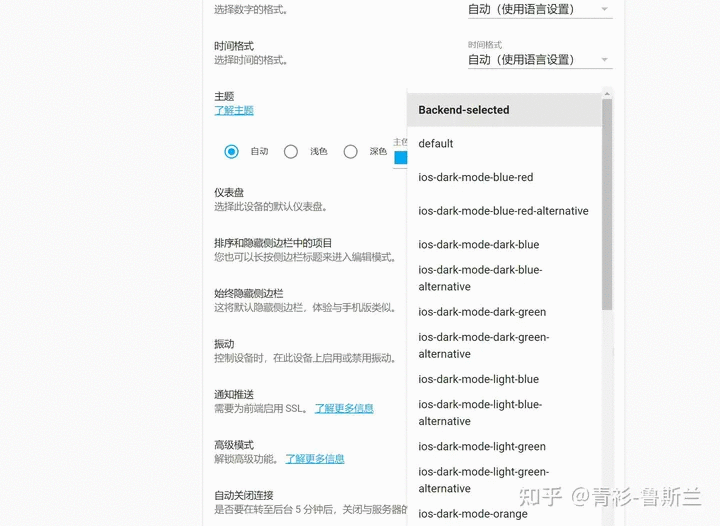 选择数字的格式。
自动（使用语言设置）
时间格式
选择时间的格式。
时间格式
自动（使用语言设置）
主题
了解主题
自动
浅色
深色
主色
仪表盘
选择此设备的默认仪表盘。
排序和隐藏侧边栏中的项目
您也可以长按侧边栏标题来进入编辑模式。
始终隐藏侧边栏
这将默认隐藏侧边栏，体验与手机版类似。
振动
控制设备时，在此设备上启用或禁用振动。
通知推送
需要为前端启用 SSL。 了解更多信息
高级模式
解锁高级功能。 了解更多信息
自动关闭连接
是否要在转至后台 5 分钟后，关闭与服务器的
Backend-selected
default
ios-dark-mode-blue-red
ios-dark-mode-blue-red-alternative
ios-dark-mode-dark-blue
ios-dark-mode-dark-blue-
alternative
ios-dark-mode-dark-green
ios-dark-mode-dark-green-
alternative
ios-dark-mode-light-blue
ios-dark-mode-light-blue-
alternative
ios-dark-mode-light-green
ios-dark-mode-light-green-
alternative
ios-dark-mode-orange
知乎 @青衫-鲁斯兰